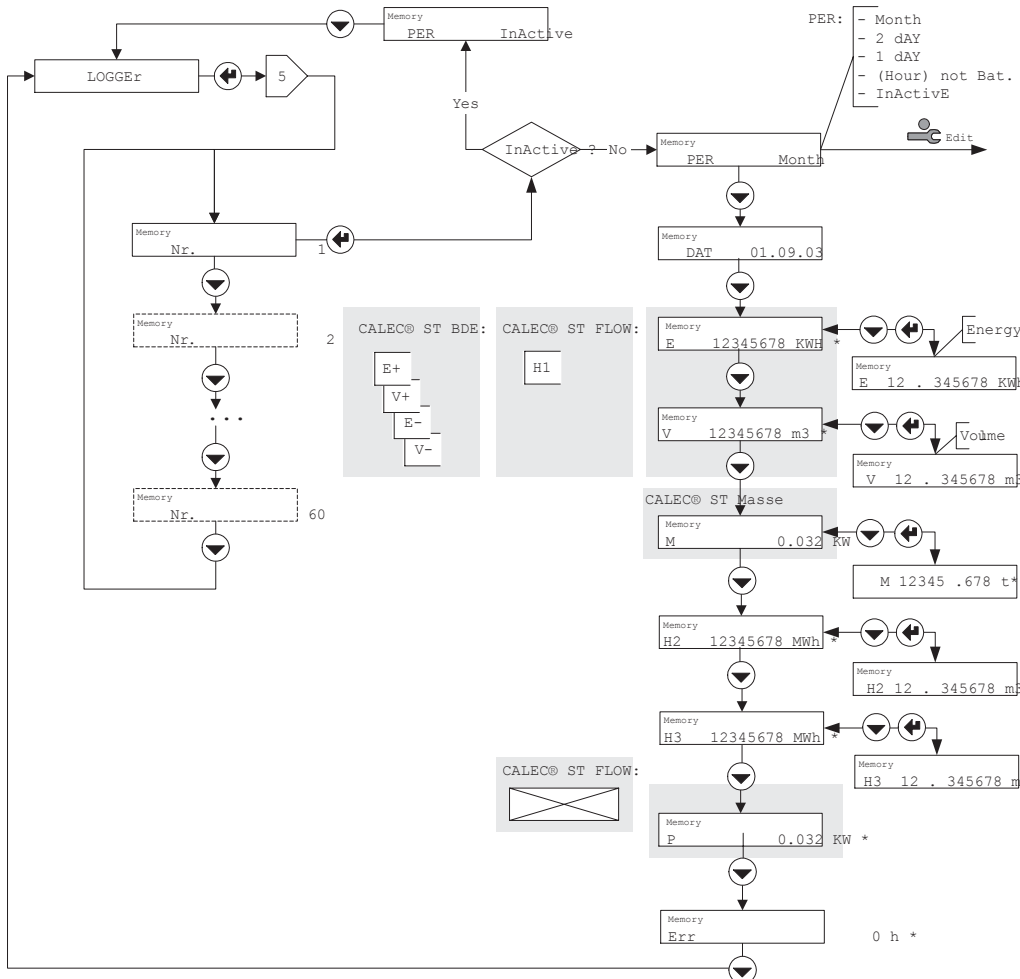 Memory
PER InActive
LOGGEr
5
Yes
InActive ? No
PER:
- Month
- 2 dAY
- 1 dAY
- (Hour) not Bat.
- InActivE
Edit
Memory
PER Month
Memory
Nr. 1
Memory
Nr. 2
...
Memory
Nr. 60
Memory
DAT 01.09.03
CALEC® ST BDE:
E+
V+
E-
V-
CALEC® ST FLOW:
H1
Memory
E 12345678 KWH *
Energy
Memory
E 12 . 345678 KWh
Memory
V 12345678 m3 *
Volume
Memory
V 12 . 345678 m3
CALEC® ST Masse
Memory
M 0.032 KW
M 12345 .678 t*
Memory
H2 12345678 MWh *
Memory
H2 12 . 345678 m3
Memory
H3 12345678 MWh *
Memory
H3 12 . 345678 m
CALEC® ST FLOW:
Memory
P 0.032 KW *
Memory
Err 0 h *